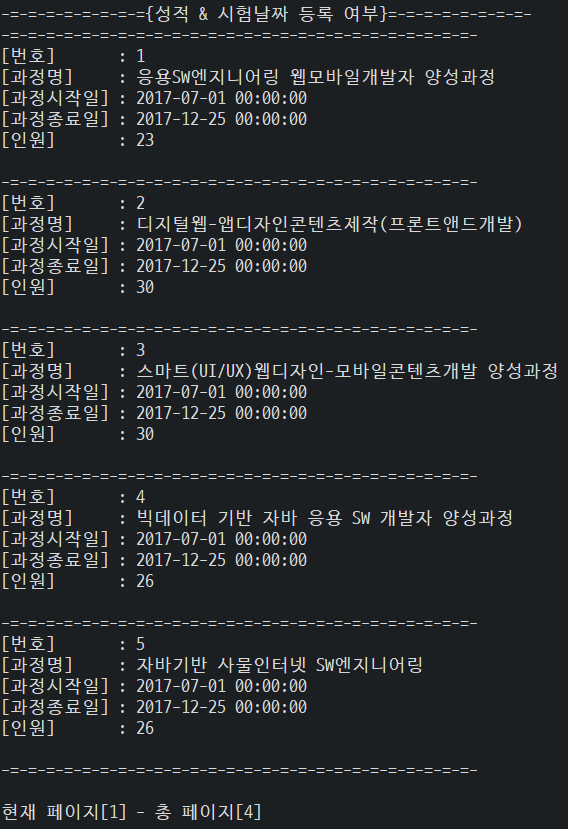 -=-=-=-=-=-=-=-={성적 & 시험날짜 등록 여부}=-=-=-=-=-=-=-=-
-=-=-=-=-=-=-=-=-=-=-=-=-=-=-=-=-=-=-=-=-=-=-=-=-=-=-
[번호]       : 1
[과정명]     : 응용SW엔지니어링 웹모바일개발자 양성과정
[과정시작일] : 2017-07-01 00:00:00
[과정종료일] : 2017-12-25 00:00:00
[인원]       : 23
-=-=-=-=-=-=-=-=-=-=-=-=-=-=-=-=-=-=-=-=-=-=-=-=-=-=-
[번호]       : 2
[과정명]     : 디지털웹-앱디자인콘텐츠제작(프론트앤드개발)
[과정시작일] : 2017-07-01 00:00:00
[과정종료일] : 2017-12-25 00:00:00
[인원]       : 30
-=-=-=-=-=-=-=-=-=-=-=-=-=-=-=-=-=-=-=-=-=-=-=-=-=-=-
[번호]       : 3
[과정명]     : 스마트(UI/UX)웹디자인-모바일콘텐츠개발 양성과정
[과정시작일] : 2017-07-01 00:00:00
[과정종료일] : 2017-12-25 00:00:00
[인원]       : 30
-=-=-=-=-=-=-=-=-=-=-=-=-=-=-=-=-=-=-=-=-=-=-=-=-=-=-
[번호]       : 4
[과정명]     : 빅데이터 기반 자바 응용 SW 개발자 양성과정
[과정시작일] : 2017-07-01 00:00:00
[과정종료일] : 2017-12-25 00:00:00
[인원]       : 26
-=-=-=-=-=-=-=-=-=-=-=-=-=-=-=-=-=-=-=-=-=-=-=-=-=-=-
[번호]       : 5
[과정명]     : 자바기반 사물인터넷 SW엔지니어링
[과정시작일] : 2017-07-01 00:00:00
[과정종료일] : 2017-12-25 00:00:00
[인원]       : 26
-=-=-=-=-=-=-=-=-=-=-=-=-=-=-=-=-=-=-=-=-=-=-=-=-=-=-
현재 페이지[1] - 총 페이지[4]